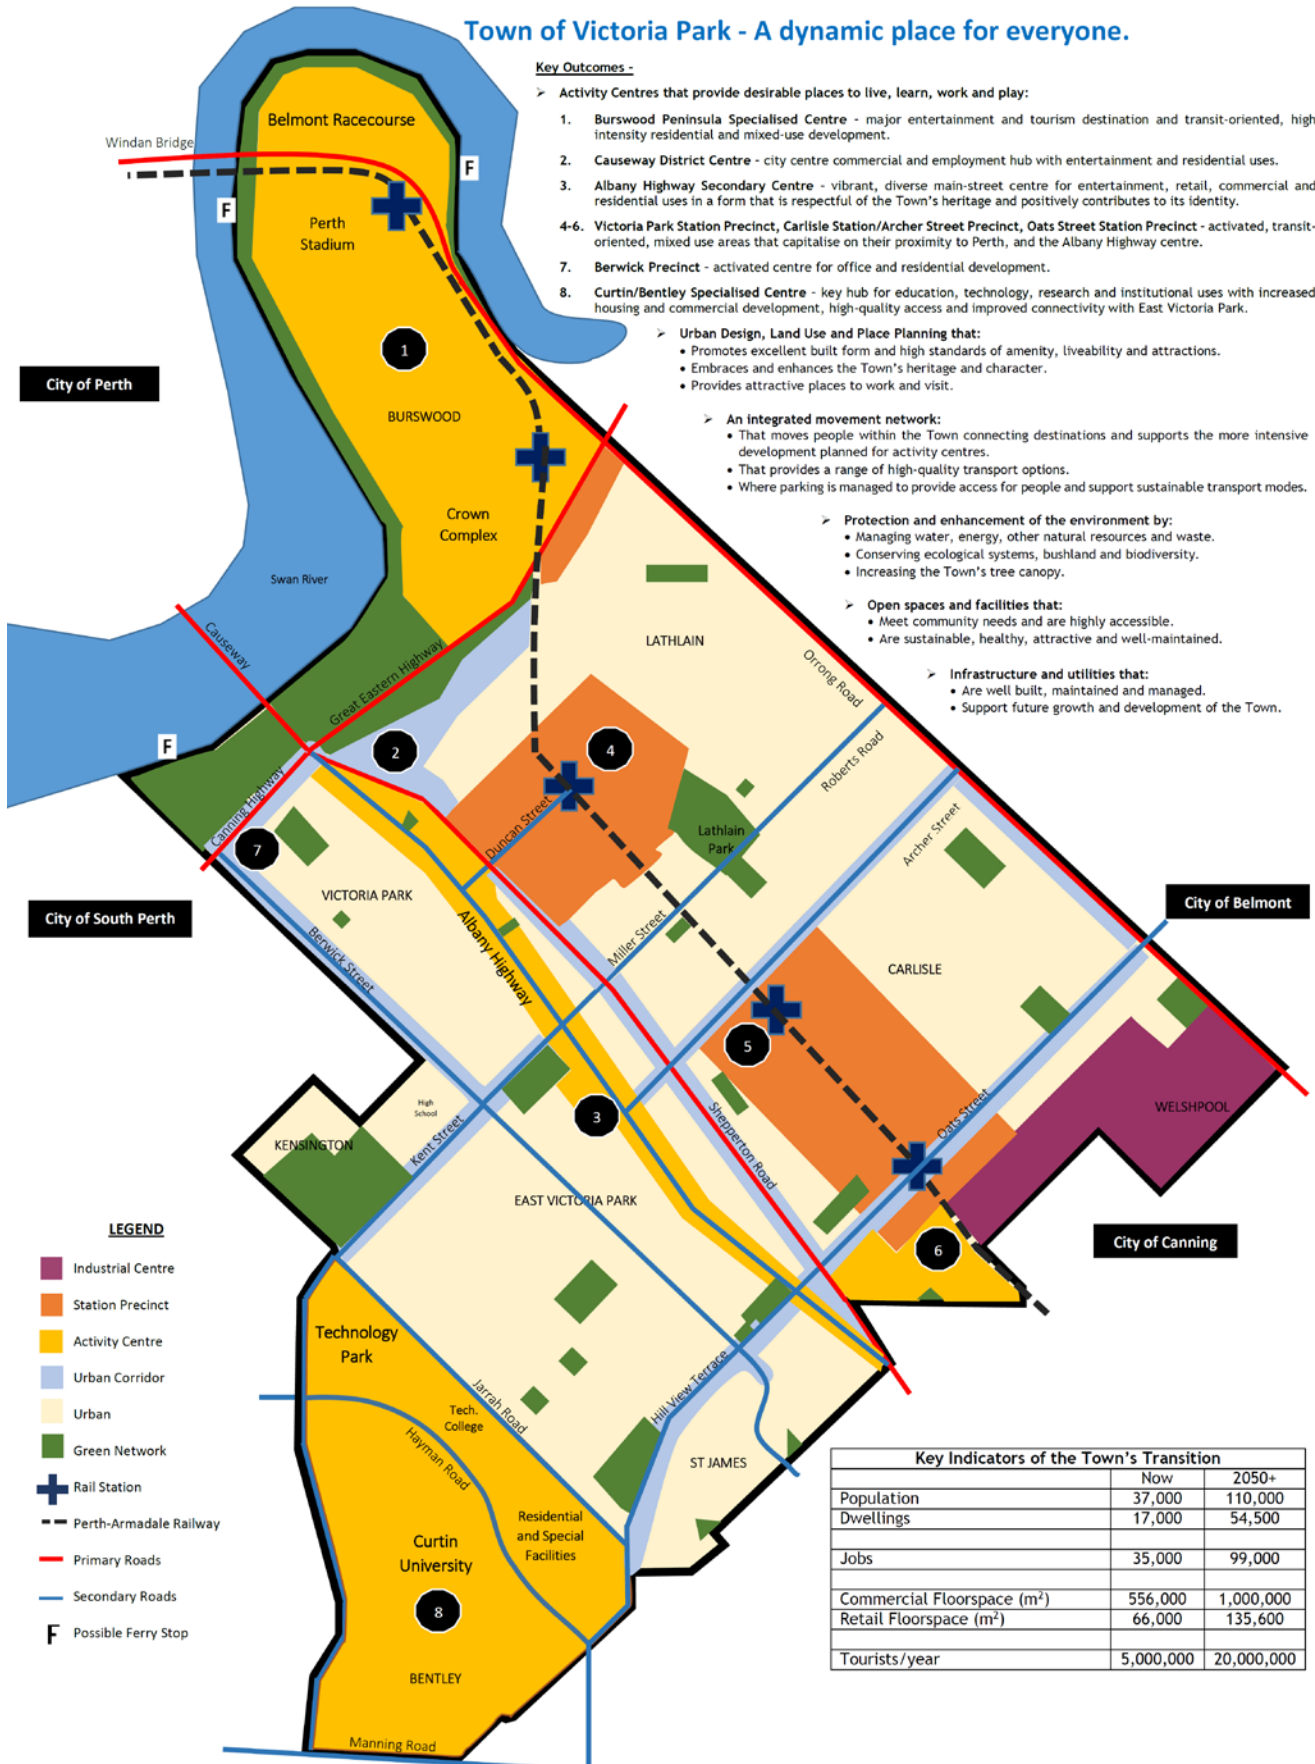 Town of Victoria Park - A dynamic place for everyone.
Key Outcomes -
➢ Activity Centres that provide desirable places to live, learn, work and play:
1. Burswood Peninsula Specialised Centre - major entertainment and tourism destination and transit-oriented, high
intensity residential and mixed-use development.
2. Causeway District Centre - city centre commercial and employment hub with entertainment and residential uses.
3. Albany Highway Secondary Centre - vibrant, diverse main-street centre for entertainment, retail, commercial and
residential uses in a form that is respectful of the Town's heritage and positively contributes to its identity.
4-6. Victoria Park Station Precinct, Carlisle Station/Archer Street Precinct, Oats Street Station Precinct - activated, transit-
oriented, mixed use areas that capitalise on their proximity to Perth, and the Albany Highway centre.
7. Berwick Precinct - activated centre for office and residential development.
8. Curtin/Bentley Specialised Centre - key hub for education, technology, research and institutional uses with increased
housing and commercial development, high-quality access and improved connectivity with East Victoria Park.
➢ Urban Design, Land Use and Place Planning that:
• Promotes excellent built form and high standards of amenity, liveability and attractions.
• Embraces and enhances the Town's heritage and character.
• Provides attractive places to work and visit.
➢ An integrated movement network:
• That moves people within the Town connecting destinations and supports the more intensive
development planned for activity centres.
• That provides a range of high-quality transport options.
• Where parking is managed to provide access for people and support sustainable transport modes.
➢ Protection and enhancement of the environment by:
• Managing water, energy, other natural resources and waste.
• Conserving ecological systems, bushland and biodiversity.
• Increasing the Town's tree canopy.
➢ Open spaces and facilities that:
• Meet community needs and are highly accessible.
• Are sustainable, healthy, attractive and well-maintained.
➢ Infrastructure and utilities that:
• Are well built, maintained and managed.
• Support future growth and development of the Town.
Belmont Racecourse
Windan Bridge
F
F
Perth
Stadium
1
City of Perth
BURSWOOD
Crown
Complex
Swan River
Causeway
Great Eastern Highway
LATHLAIN
Orrong Road
F
2
4
Roberts Road
Canning Highway
7
Duncan Street
Lathlain
Park
Archer Street
VICTORIA PARK
City of South Perth
City of Belmont
Albany Highway
Miller Street
Berwick Street
CARLISLE
5
High
School
3
Shepperton Road
Oats Street
WELSHPOOL
KENSINGTON
Kent Street
EAST VICTORIA PARK
6
City of Canning
LEGEND
Industrial Centre
Station Precinct
Activity Centre
Urban Corridor
Urban
Green Network
Rail Station
Perth-Armadale Railway
Primary Roads
Secondary Roads
F Possible Ferry Stop
Technology
Park
Jarrah Road
Tech.
College
Hayman Road
Hill View Terrace
ST JAMES
Residential
and Special
Facilities
Curtin
University
8
BENTLEY
Manning Road
Key Indicators of the Town's Transition
Now 2050+
Population 37,000 110,000
Dwellings 17,000 54,500
Jobs 35,000 99,000
Commercial Floorspace (m²) 556,000 1,000,000
Retail Floorspace (m²) 66,000 135,600
Tourists/year 5,000,000 20,000,000